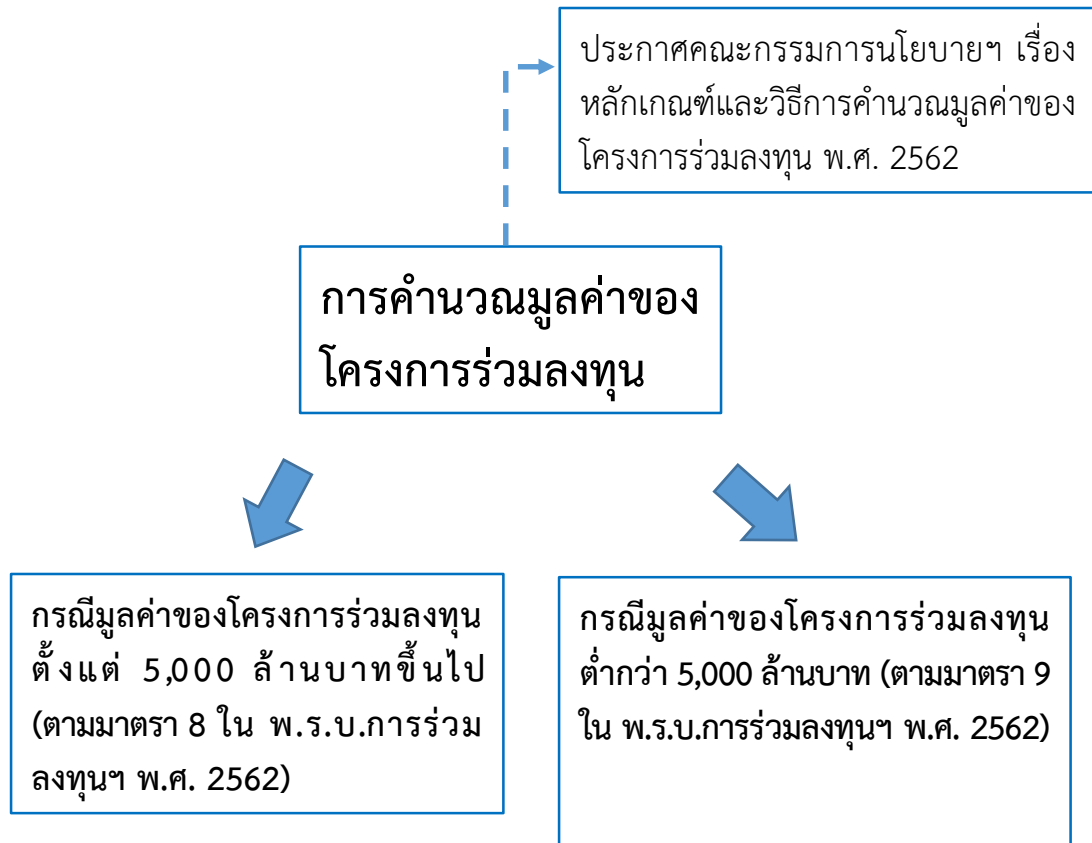 ประกาศคณะกรรมการนโยบายฯ เรื่อง
หลักเกณฑ์และวิธีการคำนวณมูลค่าของ
โครงการร่วมลงทุน พ.ศ. 2562
การคำนวณมูลค่าของ
โครงการร่วมลงทุน
กรณีมูลค่าของโครงการร่วมลงทุน
ตั้งแต่ 5,000 ล้านบาทขึ้นไป
(ตามมาตรา 8 ใน พ.ร.บ.การร่วม
ลงทุนฯ พ.ศ. 2562)
กรณีมูลค่าของโครงการร่วมลงทุน
ต่ำกว่า 5,000 ล้านบาท (ตามมาตรา 9
ใน พ.ร.บ.การร่วมลงทุนฯ พ.ศ. 2562)